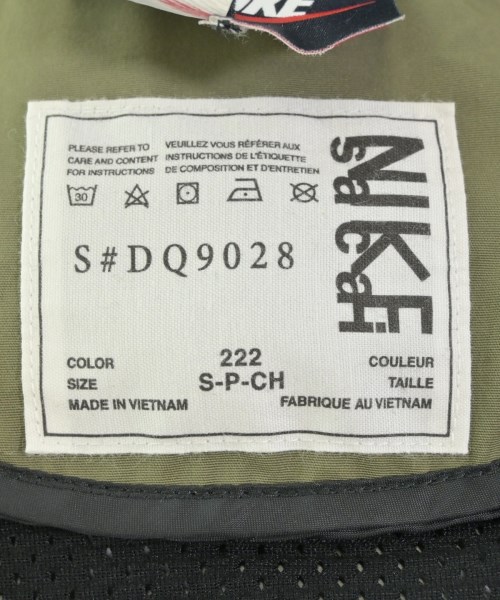 NIKE
PLEASE REFER TO
CARE AND CONTENT
FOR INSTRUCTIONS
VEUILLEZ VOUS RÉFÉRER AUX
INSTRUCTIONS DE L'ÉTIQUETTE
DE COMPOSITION ET D'ENTRETIEN
30
NIKE
sacai
S#DQ9028
COLOR 222 COULEUR
SIZE S-P-CH TAILLE
MADE IN VIETNAM FABRIQUE AU VIETNAM